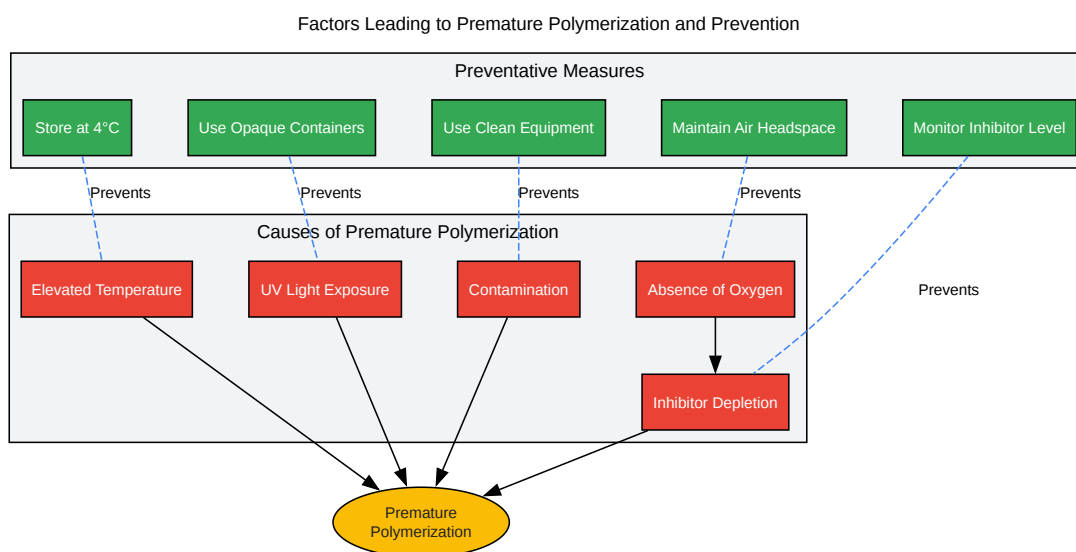 Factors Leading to Premature Polymerization and Prevention
Preventative Measures
Store at 4°C
Use Opaque Containers
Use Clean Equipment
Maintain Air Headspace
Monitor Inhibitor Level
Prevents
Prevents
Prevents
Prevents
Causes of Premature Polymerization
Elevated Temperature
UV Light Exposure
Contamination
Absence of Oxygen
Prevents
Inhibitor Depletion
Premature
Polymerization